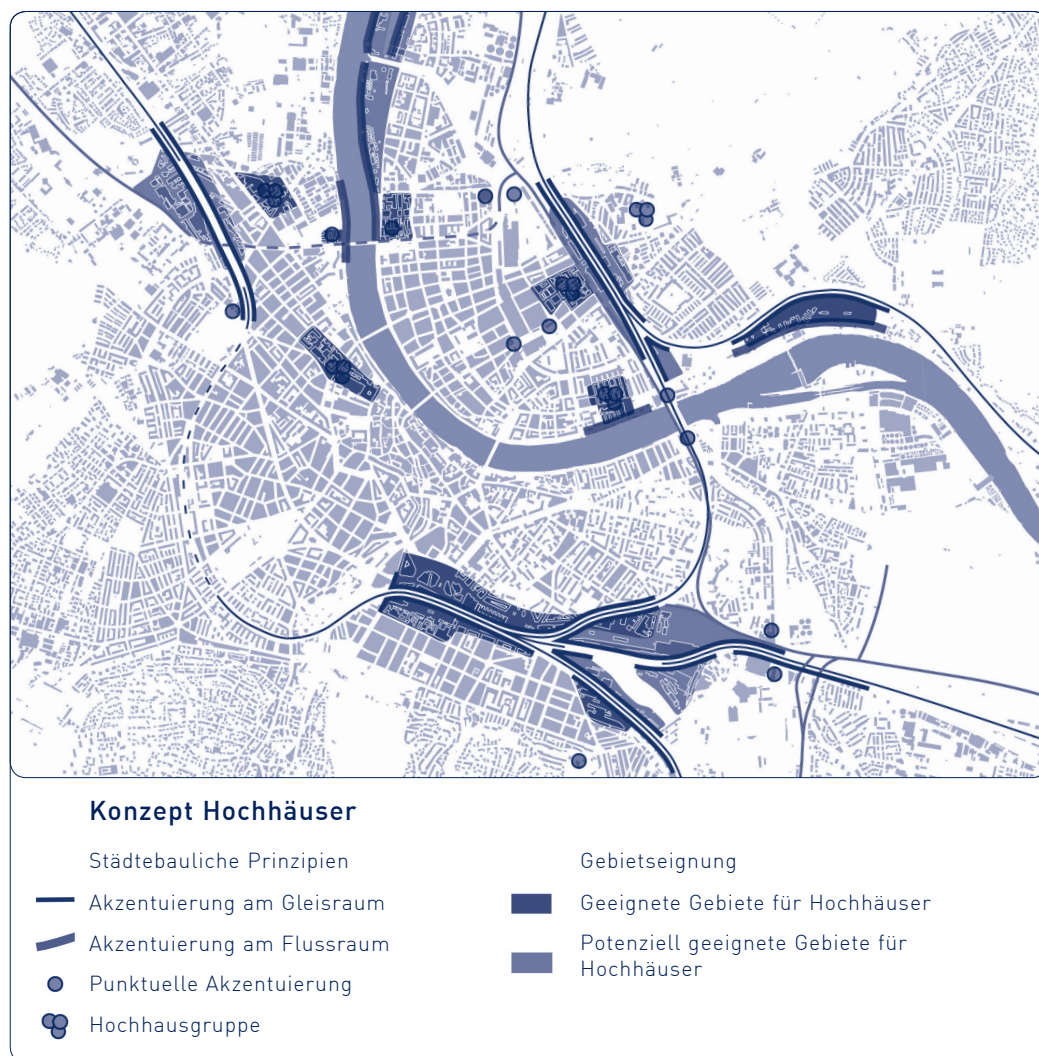 Konzept Hochhäuser
Städtebauliche Prinzipien
Akzentuierung am Gleisraum
Akzentuierung am Flussraum
Punktuelle Akzentuierung
Hochhausgruppe
Gebietseignung
Geeignete Gebiete für Hochhäuser
Potenziell geeignete Gebiete für
Hochhäuser